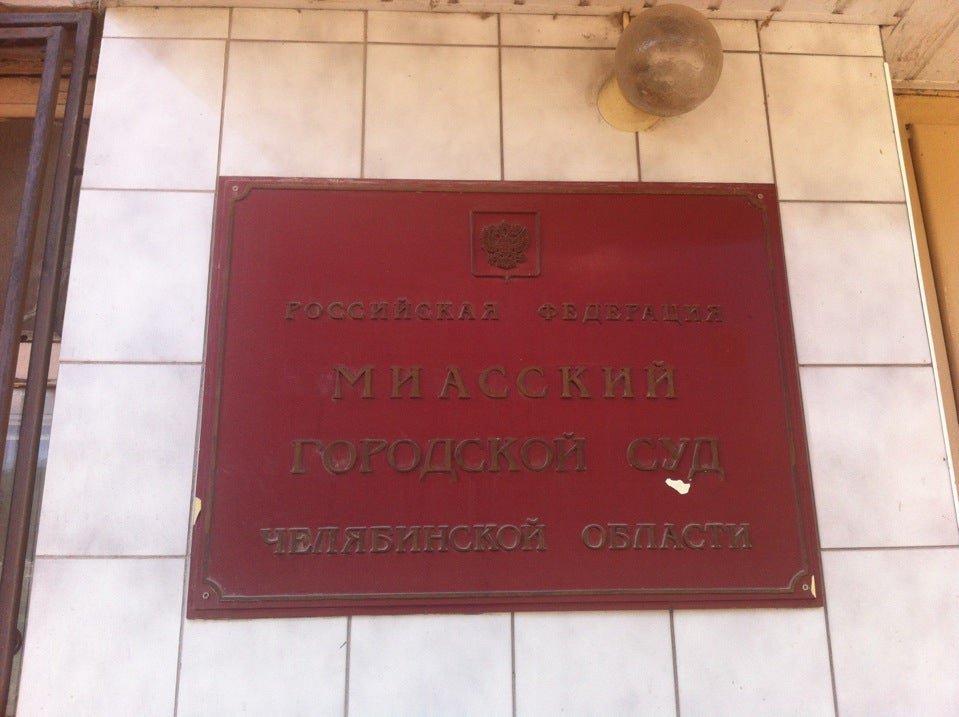 РОССИЙСКАЯ ФЕДЕРАЦИЯ
МИАССКИЙ
ГОРОДСКОЙ СУД
ЧЕЛЯБИНСКОЙ ОБЛАСТИ